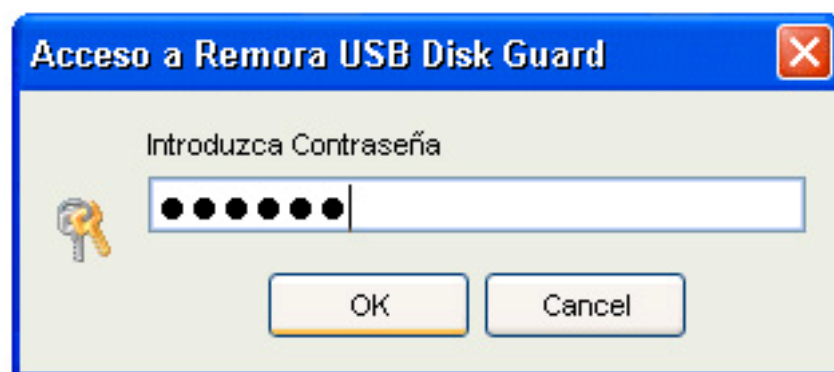 Acceso a Remora USB Disk Guard
Introduzca Contraseña
●●●●●●
OK
Cancel